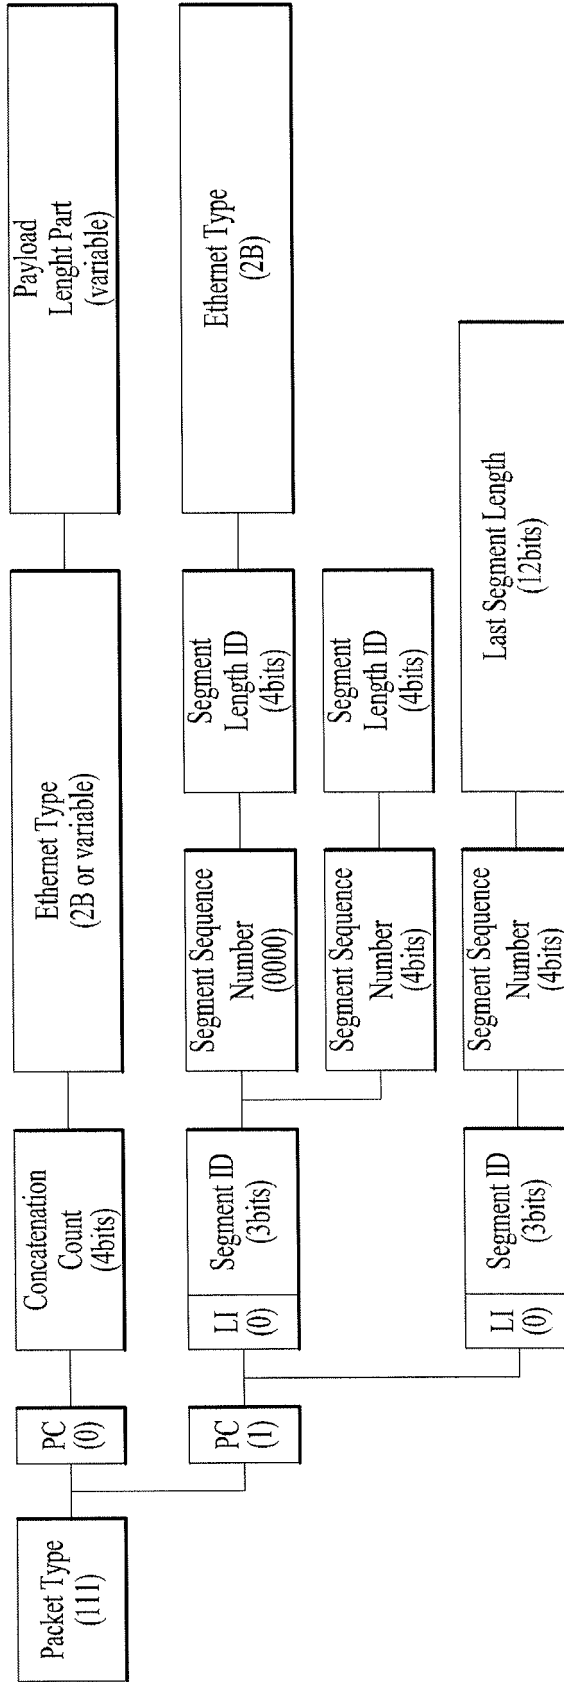 Packet Type
(111)
PC
(0)
Concatenation
Count
(4bits)
Ethernet Type
(2B or variable)
Payload
Lenght Part
(variable)
PC
(1)
LI
(0)
Segment ID
(3bits)
Segment Sequence
Number
(0000)
Segment
Length ID
(4bits)
Ethernet Type
(2B)
Segment Sequence
Number
(4bits)
Segment
Length ID
(4bits)
LI
(0)
Segment ID
(3bits)
Segment Sequence
Number
(4bits)
Last Segment Length
(12bits)